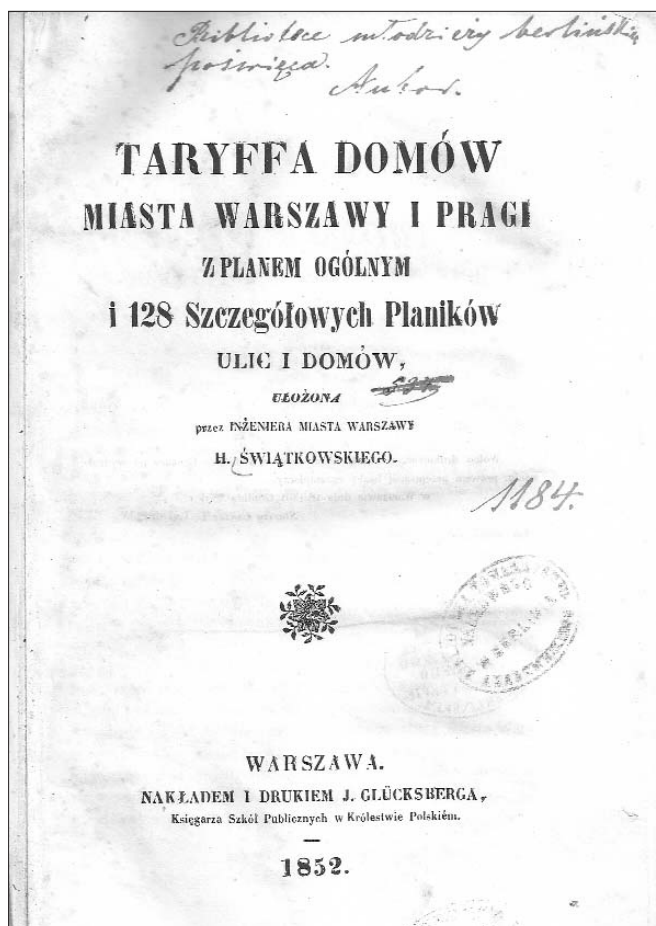 Bibliotece młodzieży berlińskiej
poświęca.
Autor.
TARYFFA DOMÓW
MIASTA WARSZAWY I PRAGI
Z PLANEM OGÓLNYM
i 128 Szczegółowych Planików
ULIC I DOMÓW,
UŁOŻONA
przez INŻENIERA MIASTA WARSZAWY
H. ŚWIĄTKOWSKIEGO.
1184.
WARSZAWA.
NAKŁADEM I DRUKIEM J. GLÜCKSBERGA,
Księgarza Szkół Publicznych w Królestwie Polskiém.
1852.